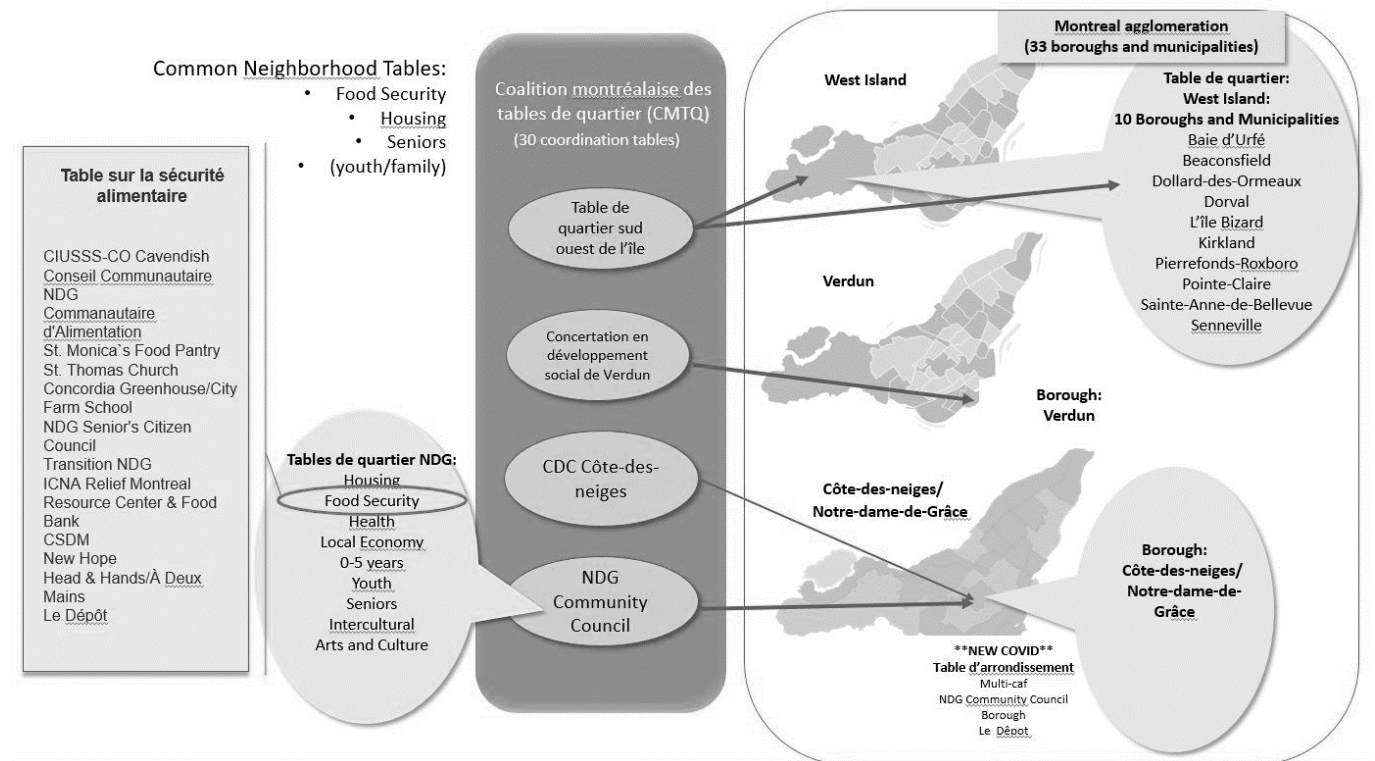 Common Neighborhood Tables:
• Food Security
• Housing
• Seniors
• (youth/family)
Table sur la sécurité
alimentaire
CIUSSS-CO Cavendish
Conseil Communautaire
NDG
Commanautaire
d'Alimentation
St. Monica`s Food Pantry
St. Thomas Church
Concordia Greenhouse/City
Farm School
NDG Senior's Citizen
Council
Transition NDG
ICNA Relief Montreal
Resource Center & Food
Bank
CSDM
New Hope
Head & Hands/À Deux
Mains
Le Dépôt
Tables de quartier NDG:
Housing
Food Security
Health
Local Economy
0-5 years
Youth
Seniors
Intercultural
Arts and Culture
Coalition montréalaise des
tables de quartier (CMTQ)
(30 coordination tables)
Table de
quartier sud
ouest de l’île
Concertation en
développement
social de Verdun
CDC Côte-des-
neiges
NDG
Community
Council
Montreal agglomeration
(33 boroughs and municipalities)
West Island
Table de quartier:
West Island:
10 Boroughs and Municipalities
Baie d’Urfé
Beaconsfield
Dollard-des-Ormeaux
Dorval
L’île Bizard
Kirkland
Pierrefonds-Roxboro
Pointe-Claire
Sainte-Anne-de-Bellevue
Senneville
Verdun
Borough:
Verdun
Côte-des-neiges/
Notre-dame-de-Grâce
Borough:
Côte-des-neiges/
Notre-dame-de-
Grâce
**NEW COVID**
Table d’arrondissement
Multi-caf
NDG Community Council
Borough
Le Dêpot